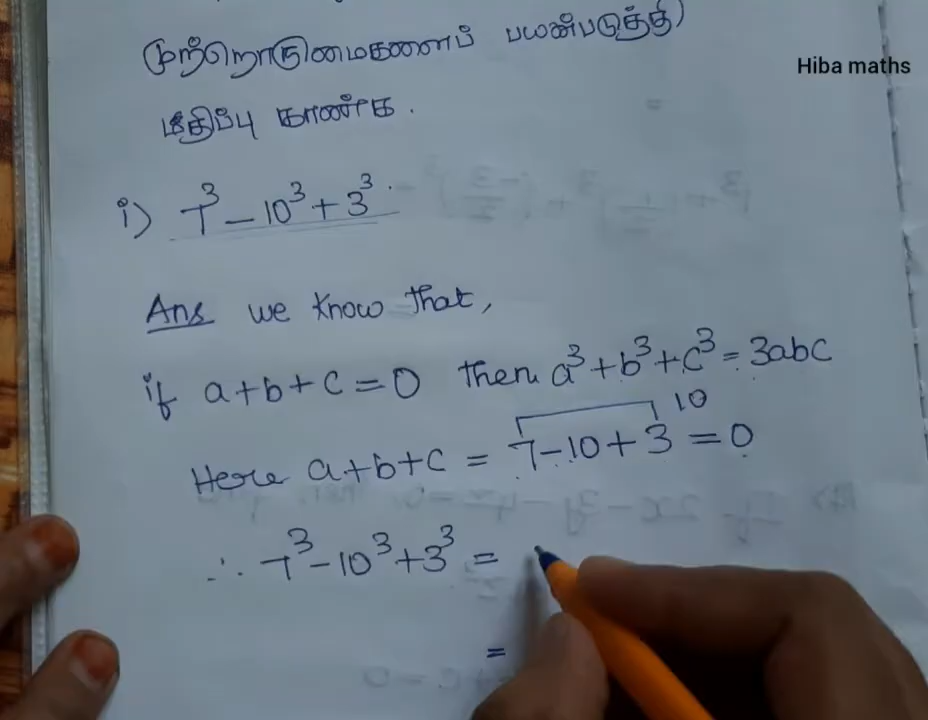 முற்றொருமைகளைப் பயன்படுத்தி
Hiba maths
மதிப்பு காண்க.
i) 7³ – 10³ + 3³.
Ans we know that,
if a+b+c=0 then a³+b³+c³=3abc
10
Here a+b+c = 7–10+3 = 0
∴ 7³–10³+3³ =
=